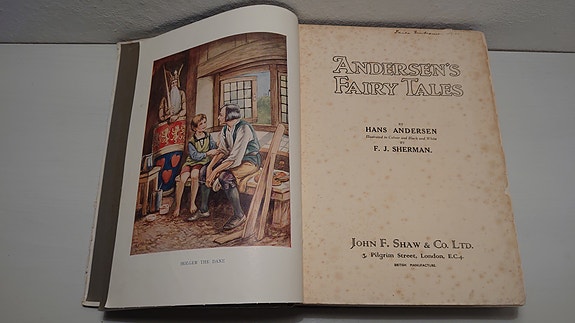 HOLGER THE DANE
ANDERSEN'S
FAIRY TALES
BY
HANS ANDERSEN
Illustrated in Colour and Black and White
BY
F. J. SHERMAN.
JOHN F. SHAW & CO. LTD.
3, Pilgrim Street, London, E.C.4.
BRITISH MANUFACTURE.